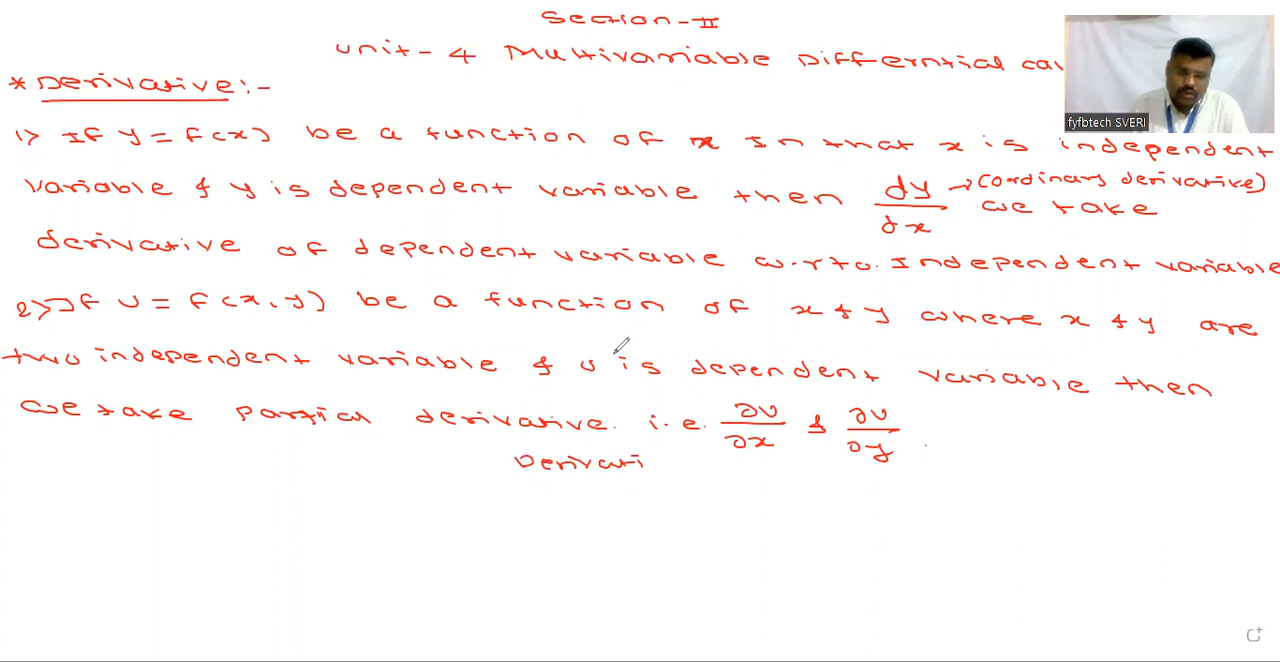 Section-II
Unit-4 Multivariable Differntial cal
* Derivative:-
1) If y = f(x) be a function of x In that x is independent
variable & y is dependent variable then dy/dx → (ordinary derivative) we take
derivative of dependent variable w.r.to. Independent variable
2) If u = f(x,y) be a function of x & y where x & y are
two independent variable & u is dependent variable then
we take partial derivative. i.e. ∂u/∂x & ∂u/∂y.
Derivati
fyfbtech SVERI